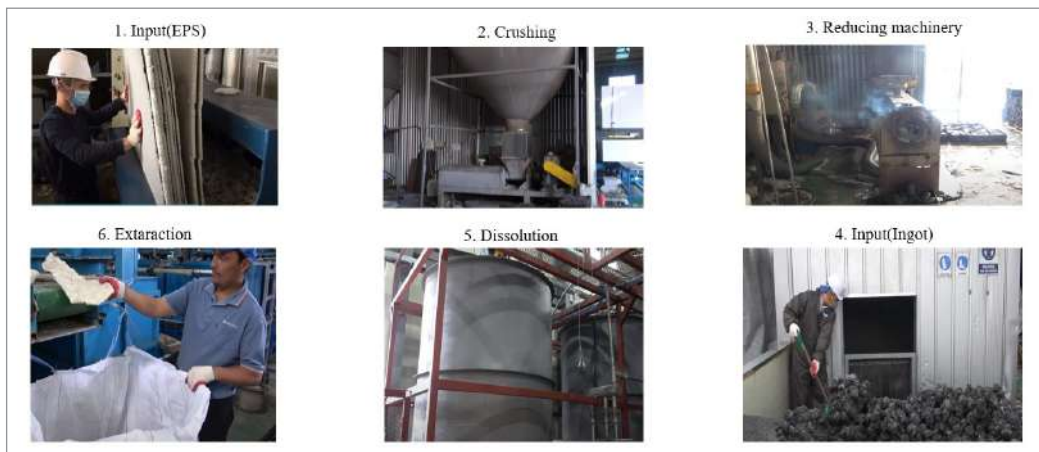 1. Input(EPS)
2. Crushing
3. Reducing machinery
6. Extaraction
5. Dissolution
4. Input(Ingot)